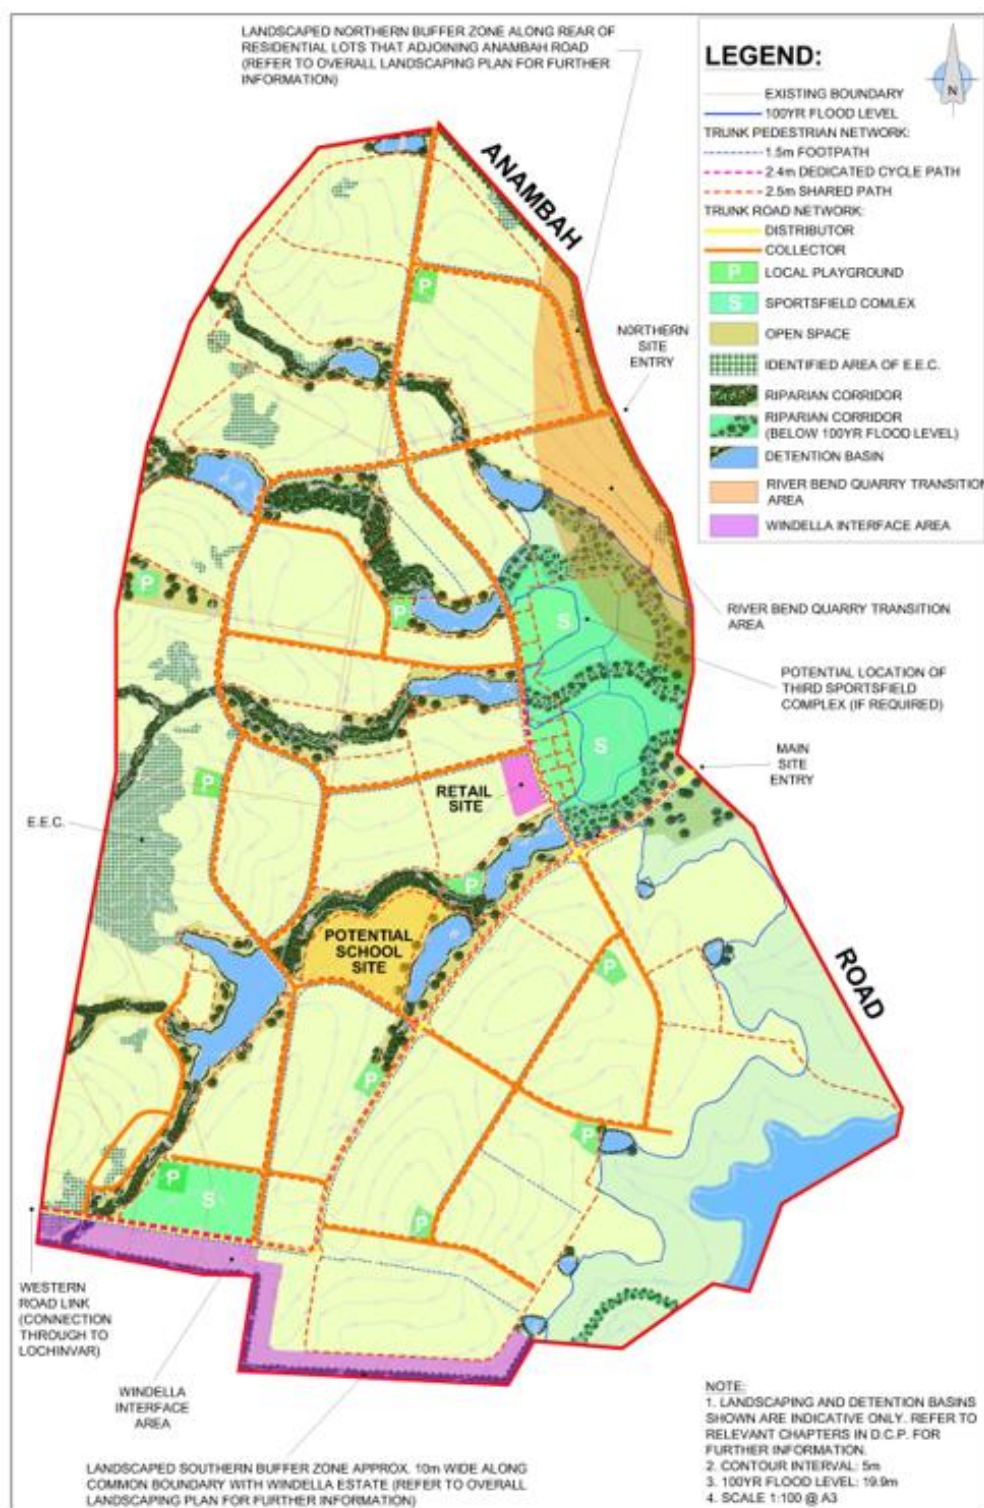 LANDSCAPED NORTHERN BUFFER ZONE ALONG REAR OF
RESIDENTIAL LOTS THAT ADJOINING ANAMBAH ROAD
(REFER TO OVERALL LANDSCAPING PLAN FOR FURTHER
INFORMATION)
LEGEND:
N
EXISTING BOUNDARY
100YR FLOOD LEVEL
TRUNK PEDESTRIAN NETWORK:
1.5m FOOTPATH
2.4m DEDICATED CYCLE PATH
2.5m SHARED PATH
TRUNK ROAD NETWORK:
DISTRIBUTOR
COLLECTOR
P LOCAL PLAYGROUND
S SPORTSFIELD COMLEX
OPEN SPACE
IDENTIFIED AREA OF E.E.C.
RIPARIAN CORRIDOR
RIPARIAN CORRIDOR
(BELOW 100YR FLOOD LEVEL)
DETENTION BASIN
RIVER BEND QUARRY TRANSITION
AREA
WINDELLA INTERFACE AREA
ANAMBAH
P
NORTHERN
SITE
ENTRY
P
P
S
RIVER BEND QUARRY TRANSITION
AREA
POTENTIAL LOCATION OF
THIRD SPORTSFIELD
COMPLEX (IF REQUIRED)
S
MAIN
SITE
ENTRY
P
RETAIL
SITE
E.E.C.
P
POTENTIAL
SCHOOL
SITE
P
ROAD
P
P
P
S
P
WESTERN
ROAD LINK
(CONNECTION
THROUGH TO
LOCHINVAR)
WINDELLA
INTERFACE
AREA
LANDSCAPED SOUTHERN BUFFER ZONE APPROX. 10m WIDE ALONG
COMMON BOUNDARY WITH WINDELLA ESTATE (REFER TO OVERALL
LANDSCAPING PLAN FOR FURTHER INFORMATION)
NOTE:
1. LANDSCAPING AND DETENTION BASINS
SHOWN ARE INDICATIVE ONLY. REFER TO
RELEVANT CHAPTERS IN D.C.P. FOR
FURTHER INFORMATION.
2. CONTOUR INTERVAL: 5m
3. 100YR FLOOD LEVEL: 19.9m
4. SCALE 1:100 @ A3